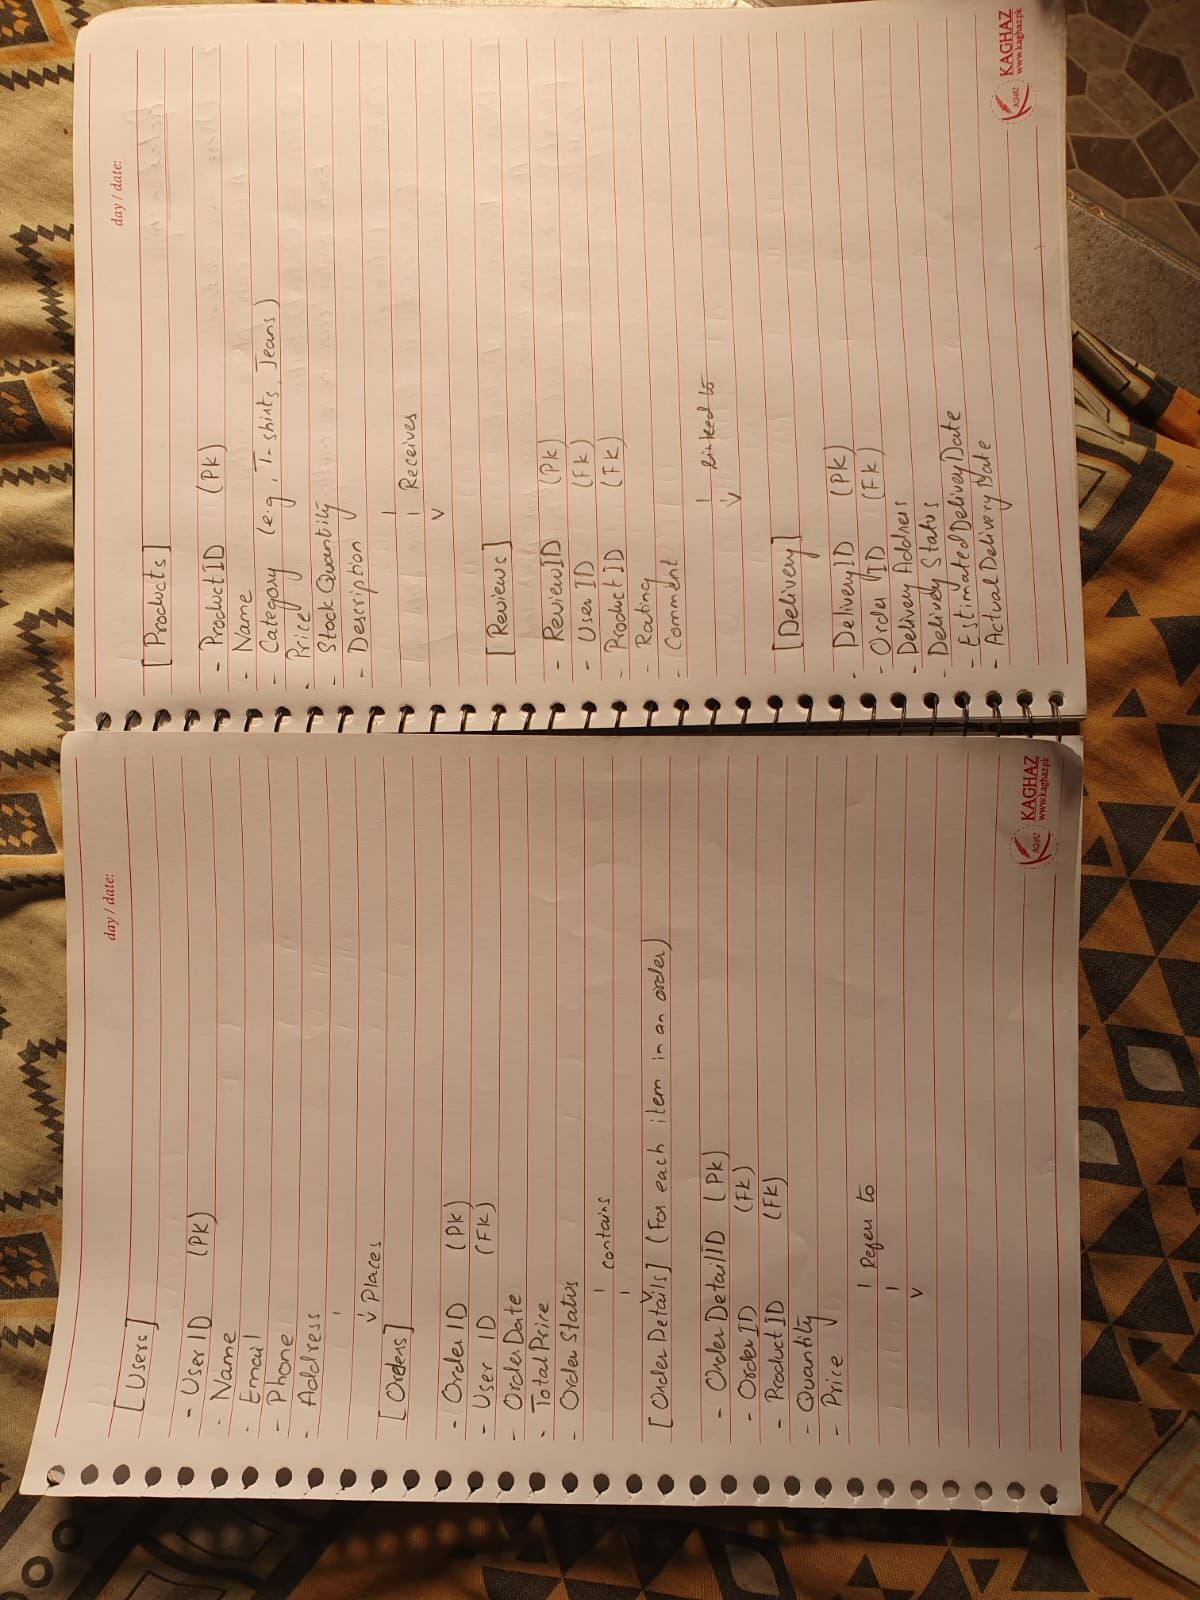 day / date:
[Users]
- User ID (PK)
- Name
- Email
- Phone
- Address
Places
[Orders]
- Order ID (PK)
- User ID (FK)
- Order Date
- Total Price
- Order Status
contains
[Order Details] (For each item in an order)
- Order Detail ID (PK)
- Order ID (FK)
- Product ID (FK)
- Quantity
- Price
Refers to
KAGHAZ
www.kaghaz.pk
day / date:
[Products]
- Product ID (PK)
- Name
- Category (e.g, T-shirts, Jeans)
- Price
- Stock Quantity
- Description
Receives
[Reviews]
- Review ID (PK)
- User ID (FK)
- Product ID (FK)
- Rating
- Comment
linked to
[Delivery]
- Delivery ID (PK)
- Order ID (FK)
- Delivery Address
- Delivery Status
- Estimated Delivery Date
- Actual Delivery Date
KAGHAZ
www.kaghaz.pk